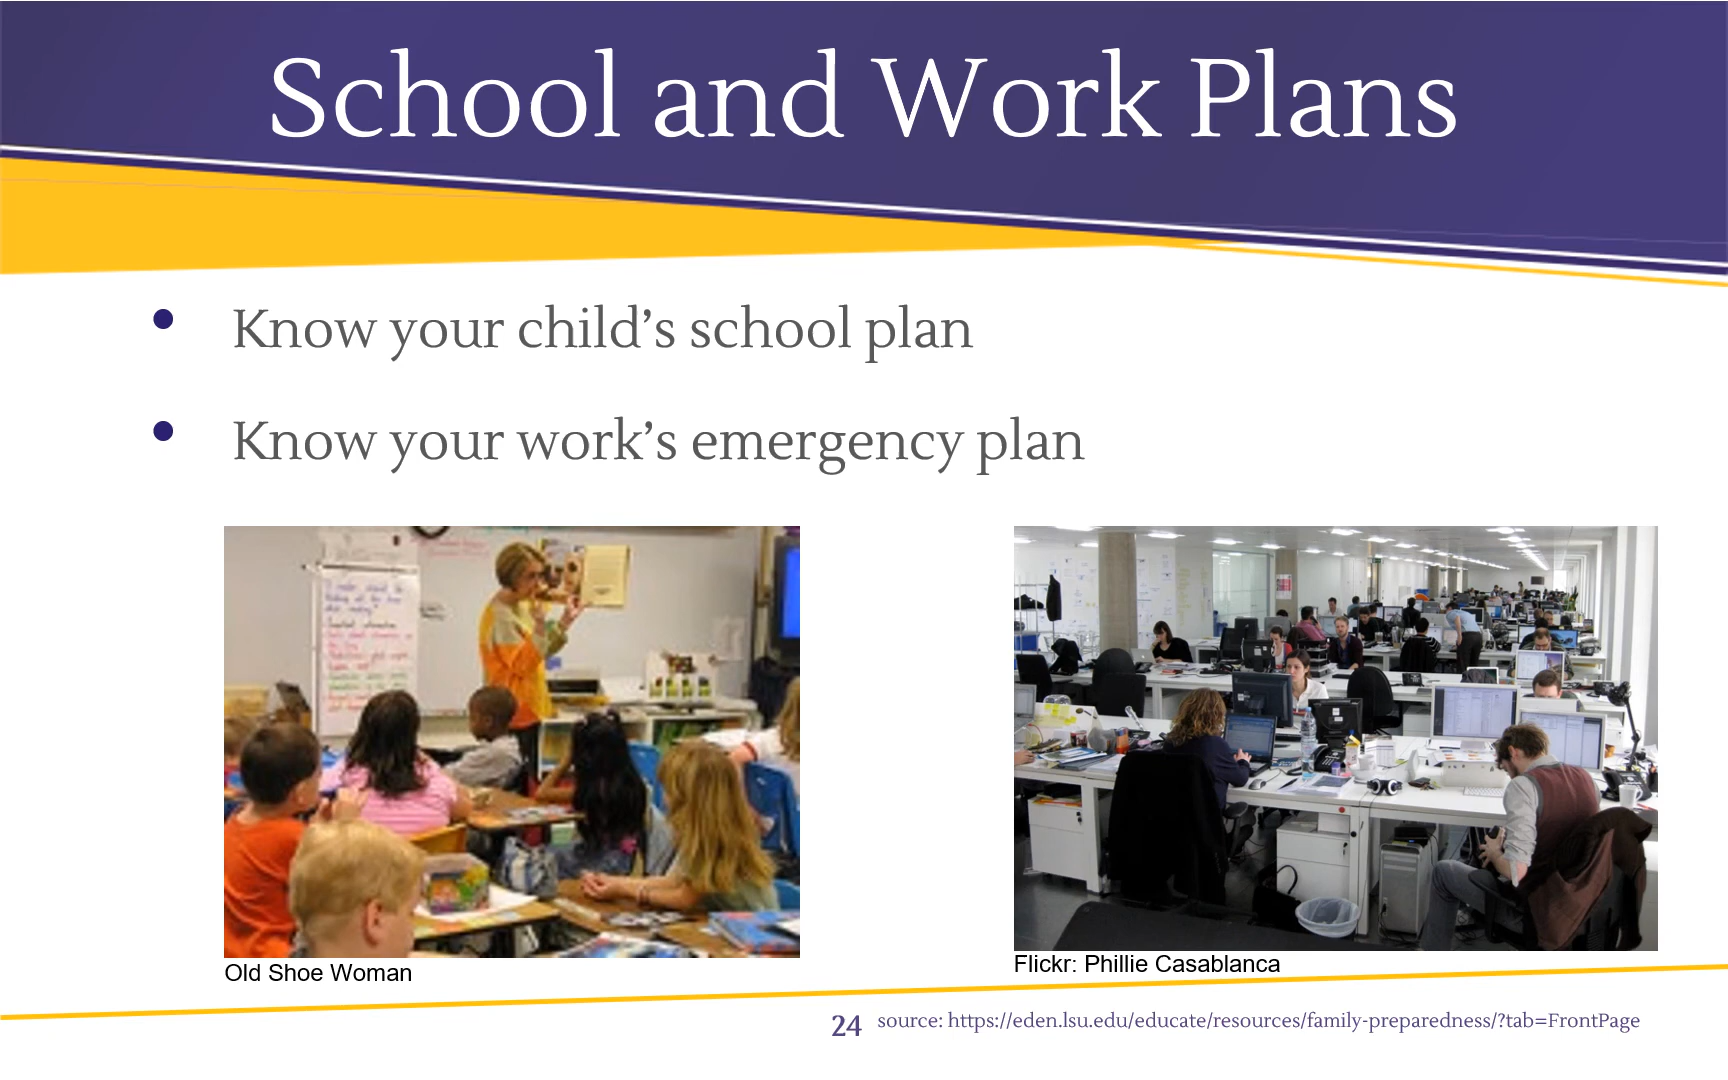 School and Work Plans
• Know your child’s school plan
• Know your work’s emergency plan
Old Shoe Woman
Flickr: Phillie Casablanca
24 source: https://eden.lsu.edu/educate/resources/family-preparedness/?tab=FrontPage